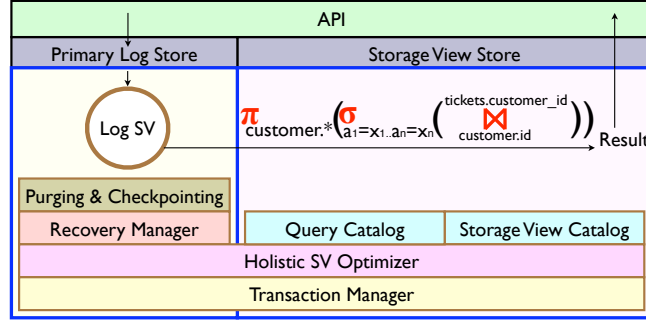 API
Primary Log Store
Storage View Store
Log SV
π customer.*(σ a₁=x₁..aₙ=xₙ( tickets.customer_id ⋈ customer.id ))
Result
Purging & Checkpointing
Recovery Manager
Query Catalog
Storage View Catalog
Holistic SV Optimizer
Transaction Manager